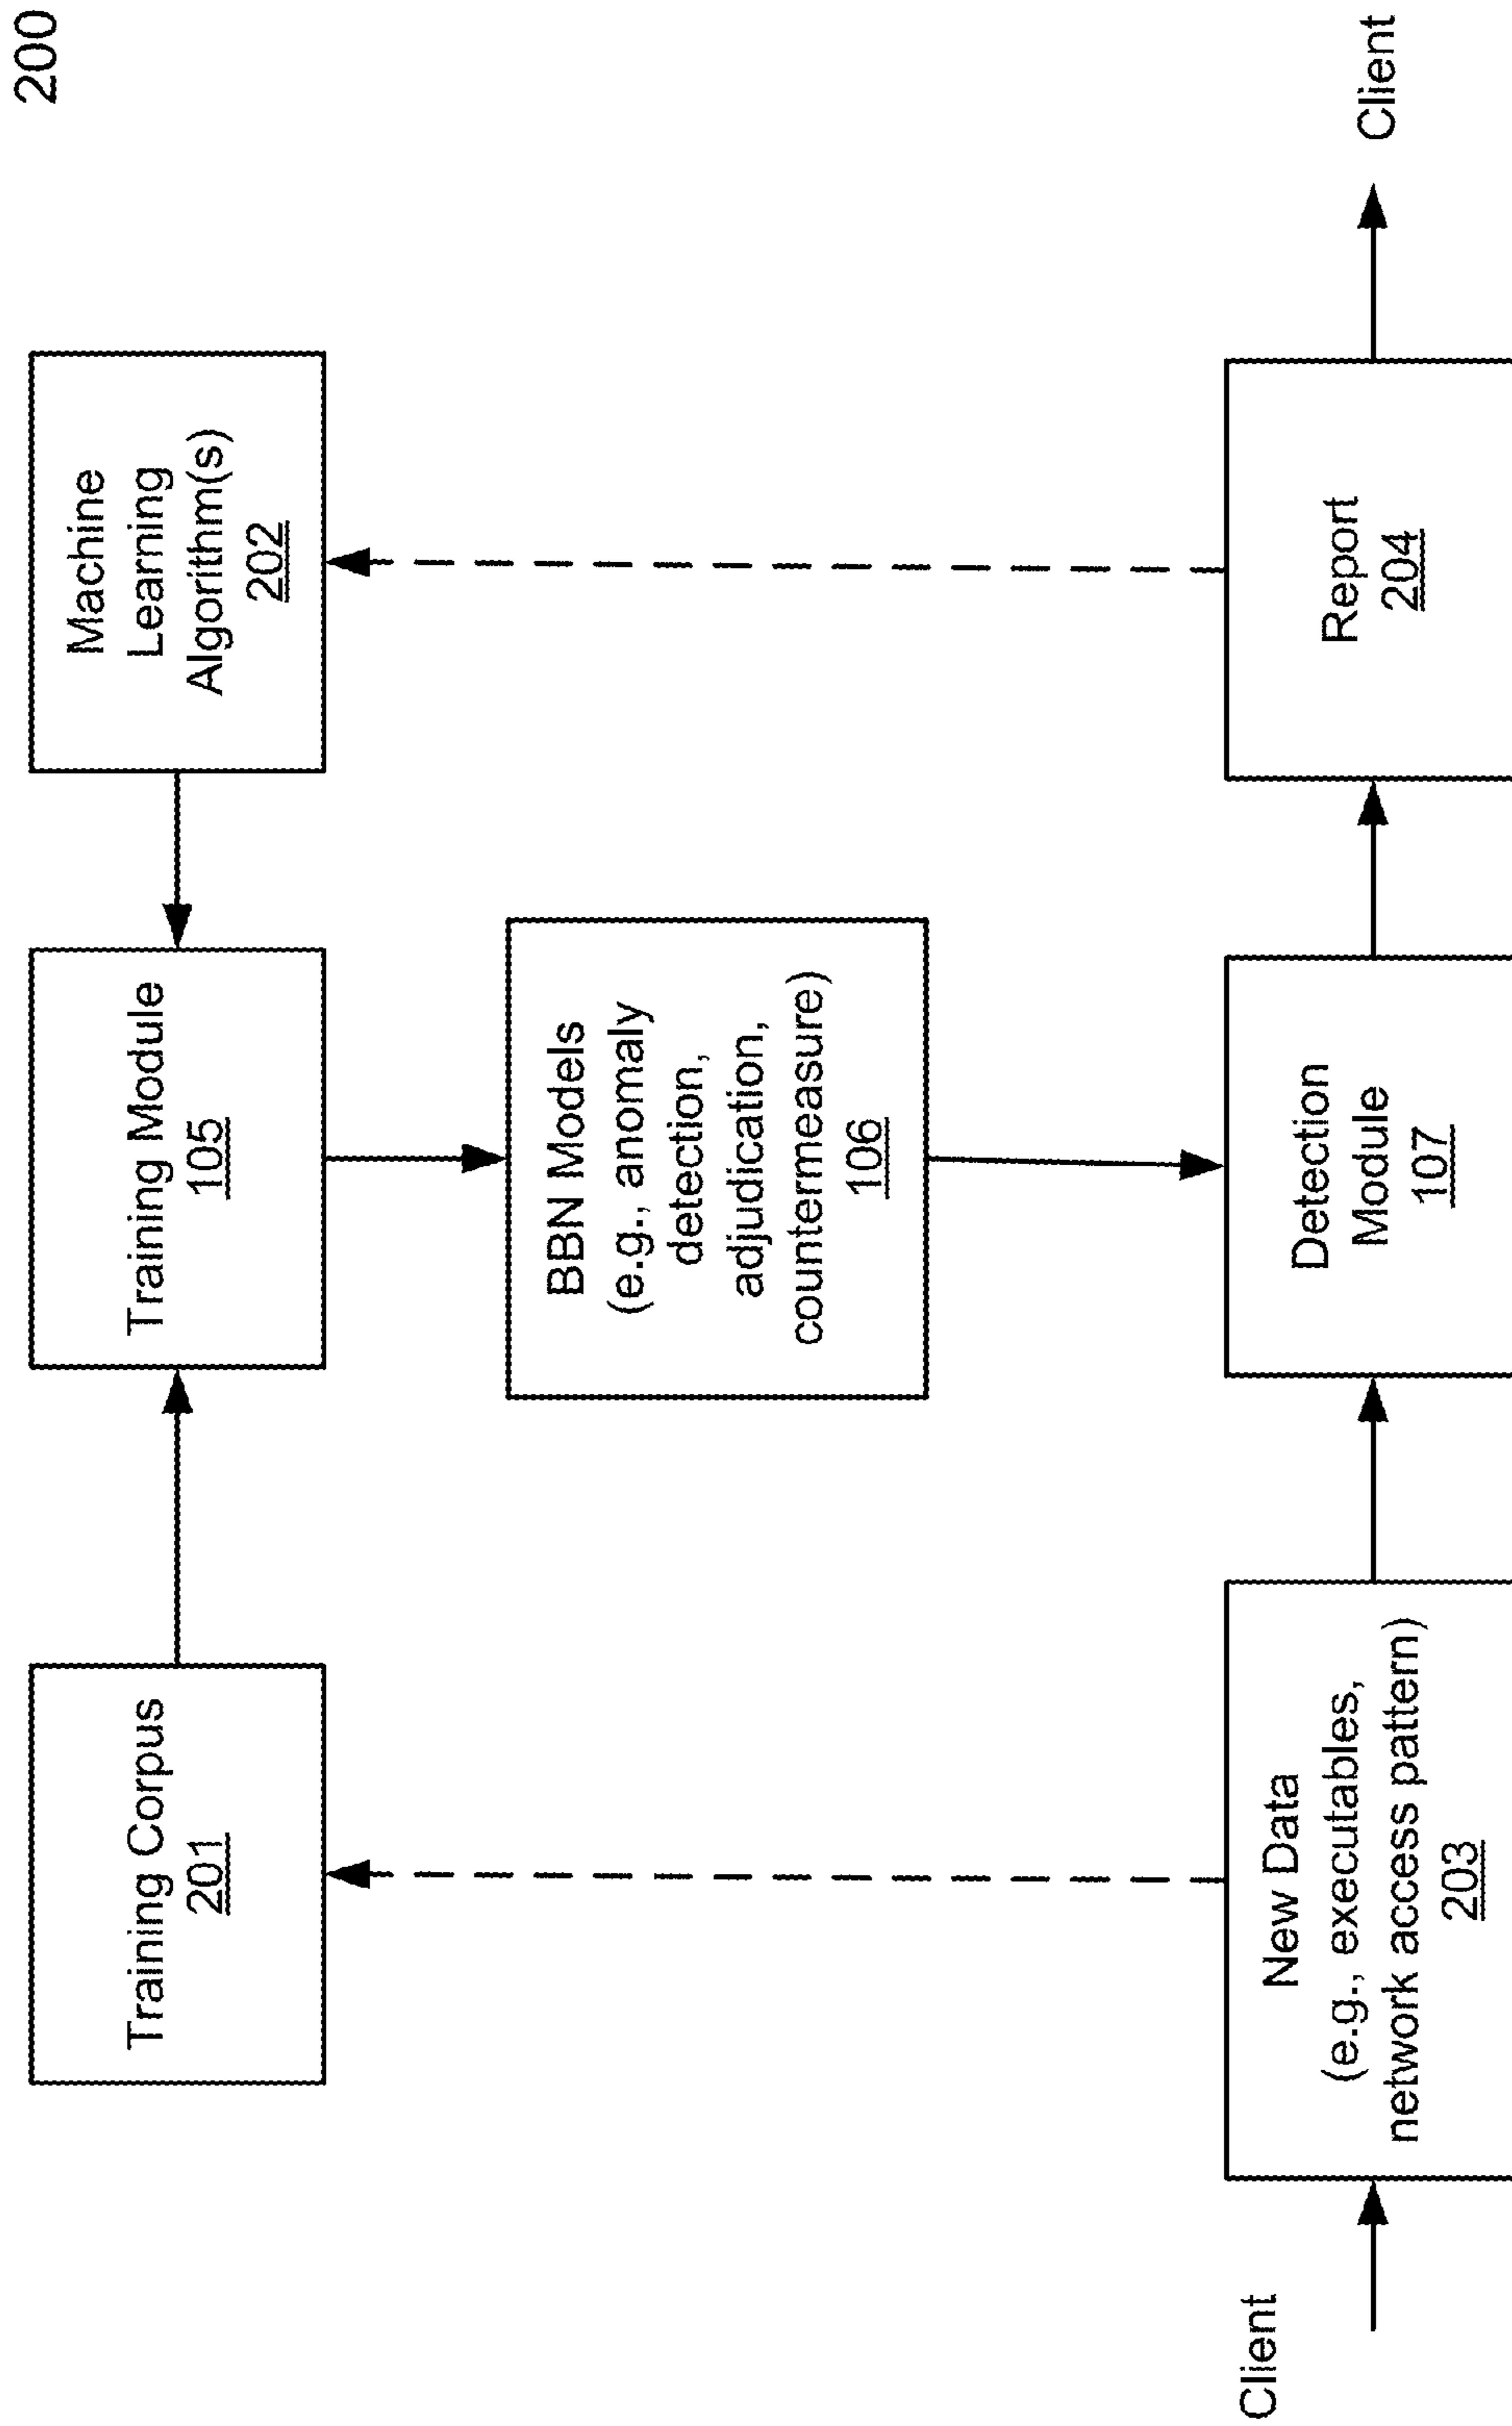 200
Training Corpus
201
Training Module
105
Machine
Learning
Algorithm(s)
202
BBN Models
(e.g., anomaly
detection,
adjudication,
countermeasure)
106
Client
New Data
(e.g., executables,
network access pattern)
203
Detection
Module
107
Report
204
Client